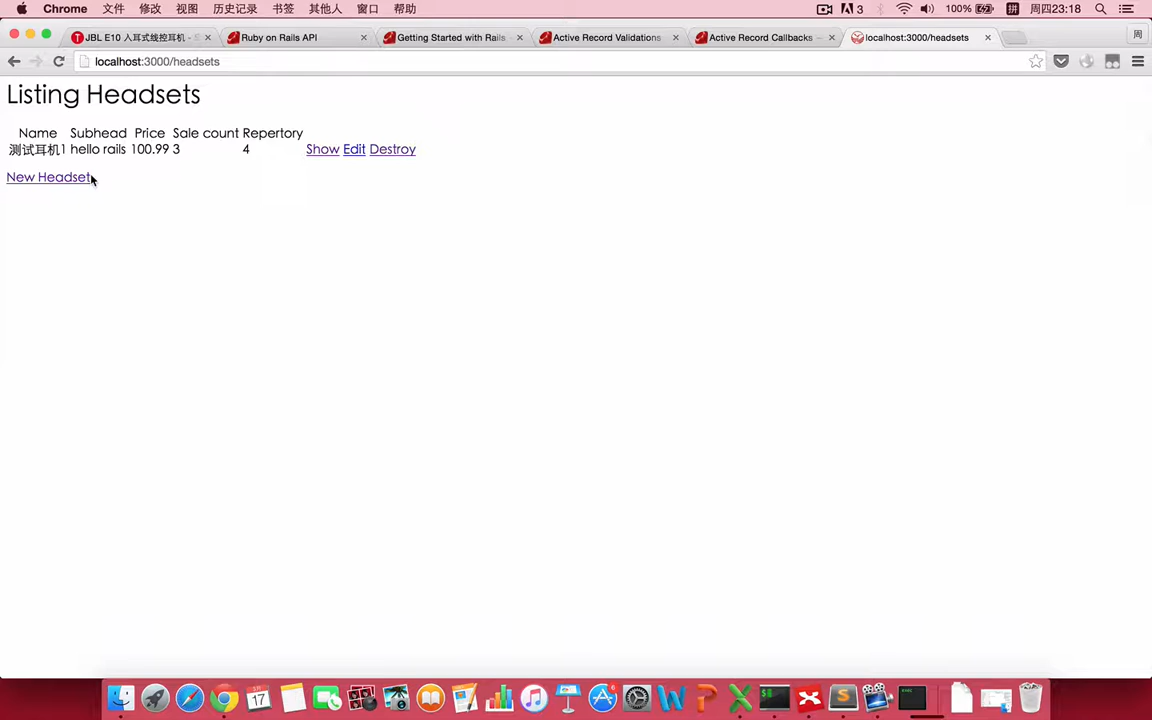 Chrome 文件 修改 视图 历史记录 书签 其他人 窗口 帮助 3 100% 拼 周四23:18
JBL E10 入耳式线控耳机 - Ruby on Rails API Getting Started with Rails Active Record Validations Active Record Callbacks — localhost:3000/headsets 周
localhost:3000/headsets
Listing Headsets
Name Subhead Price Sale count Repertory
测试耳机1 hello rails 100.99 3 4 Show Edit Destroy
New Headset
17